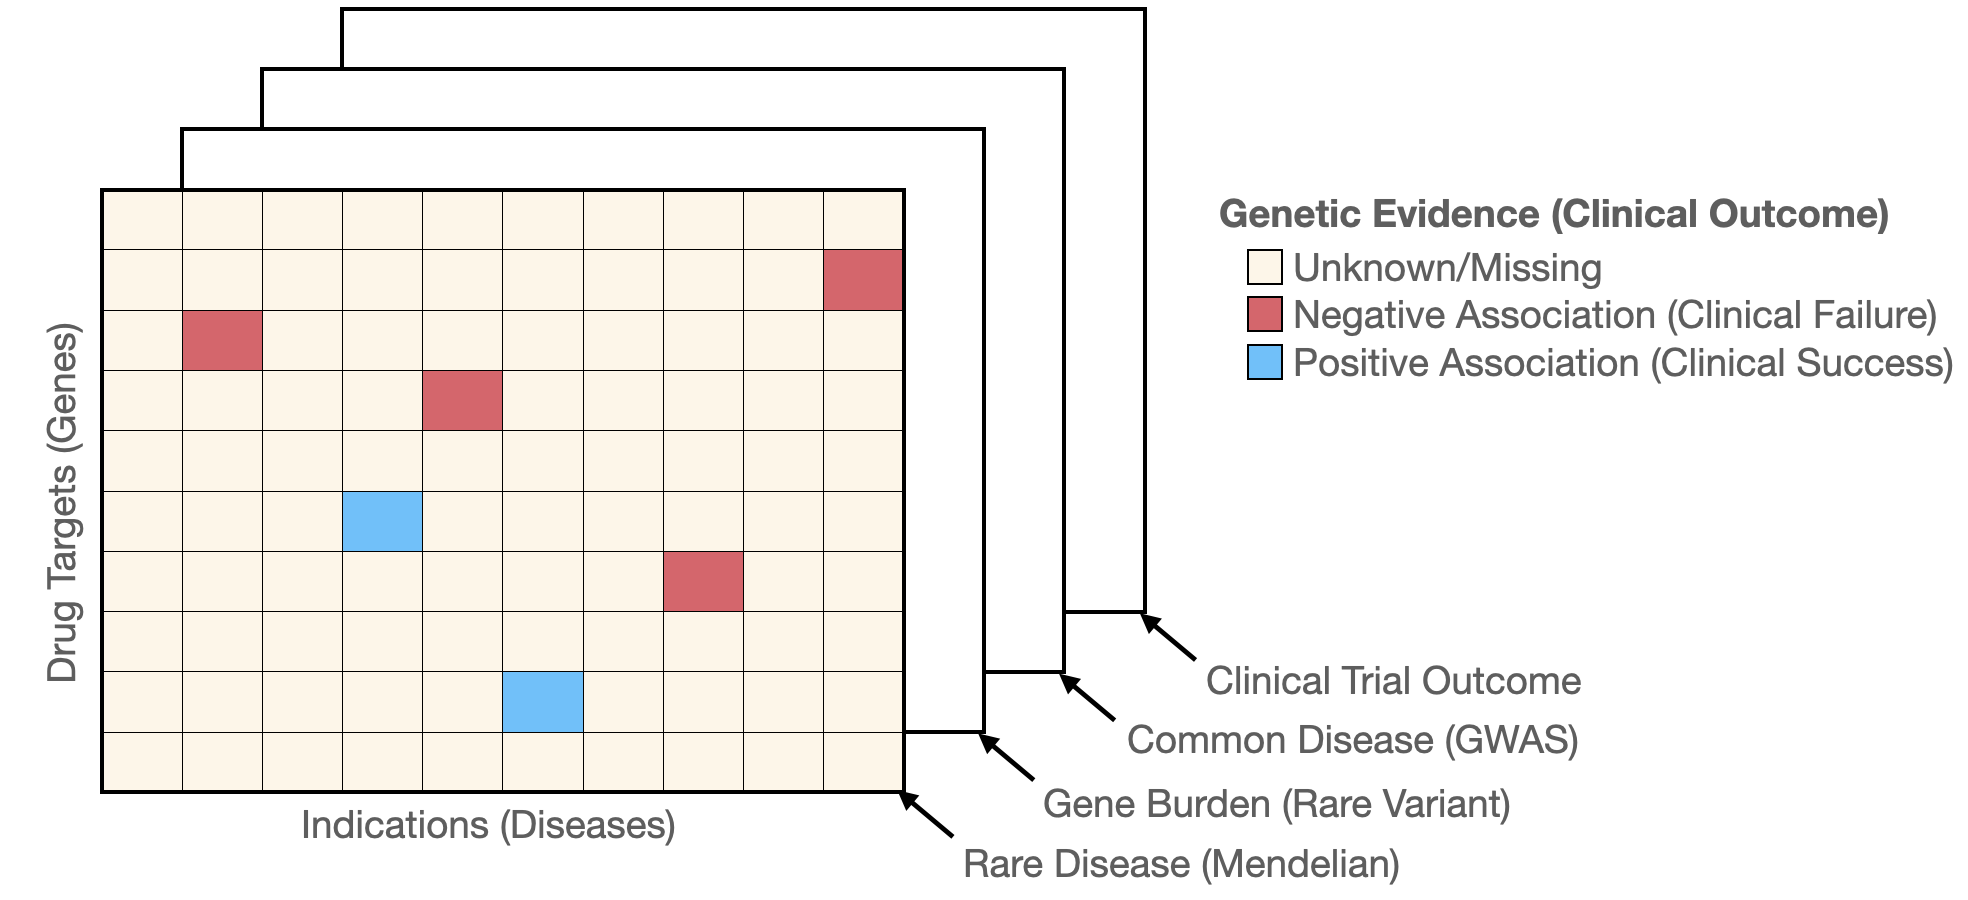 Genetic Evidence (Clinical Outcome)
Unknown/Missing
Negative Association (Clinical Failure)
Positive Association (Clinical Success)
Drug Targets (Genes)
Indications (Diseases)
Clinical Trial Outcome
Common Disease (GWAS)
Gene Burden (Rare Variant)
Rare Disease (Mendelian)